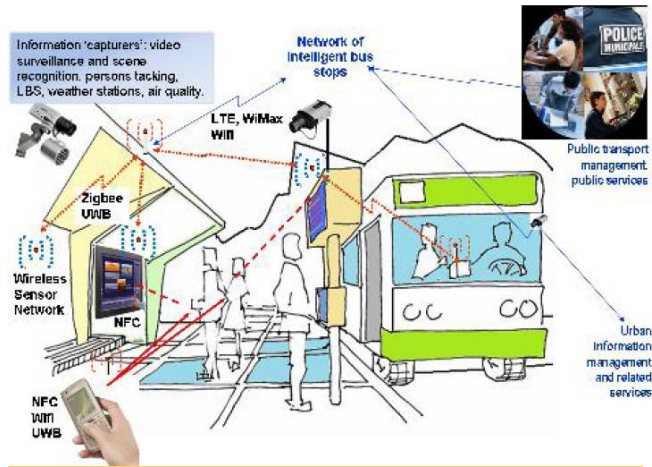 Information 'capturers': video
surveillance and scene
recognition, persons tacking,
LBS, weather stations, air quality.
Network of
intelligent bus
stops
POLICE
MUNICIPALE
LTE, WiMax
Wifi
Public transport
management,
public services
Zigbee
UWB
Wireless
Sensor
Network
NFC
Urban
information
management
and related
services
NFC
Wifi
UWB